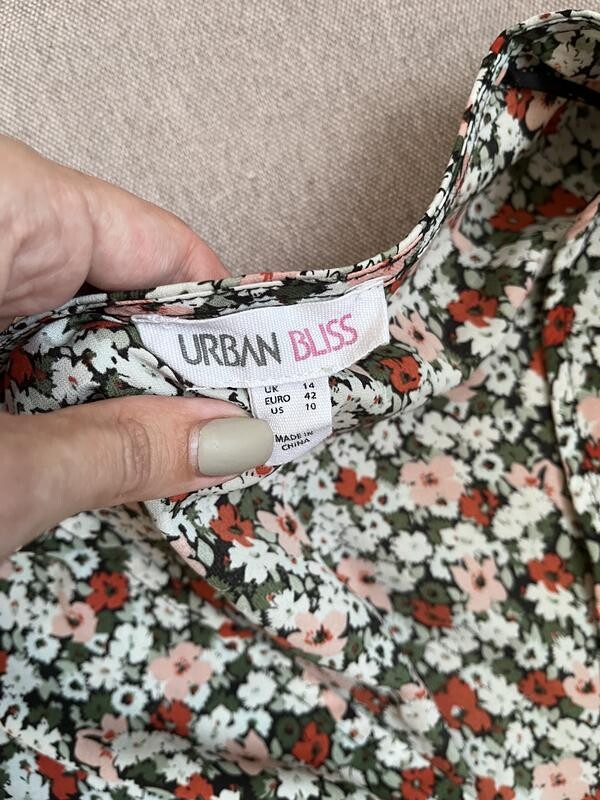 URBAN BLISS
UK 14
EURO 42
US 10
MADE IN
CHINA